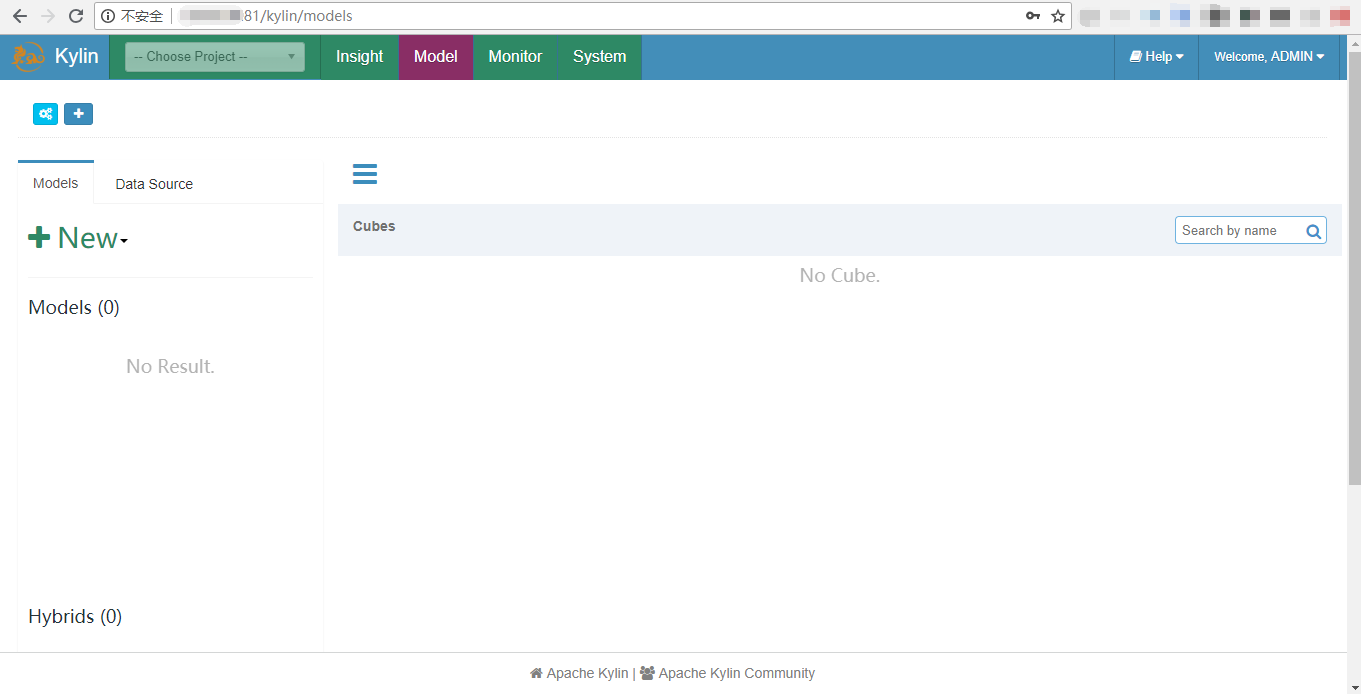 不安全 :81/kylin/models
Kylin -- Choose Project -- Insight Model Monitor System Help Welcome, ADMIN
Models Data Source
New
Cubes Search by name
No Cube.
Models (0)
No Result.
Hybrids (0)
Apache Kylin | Apache Kylin Community